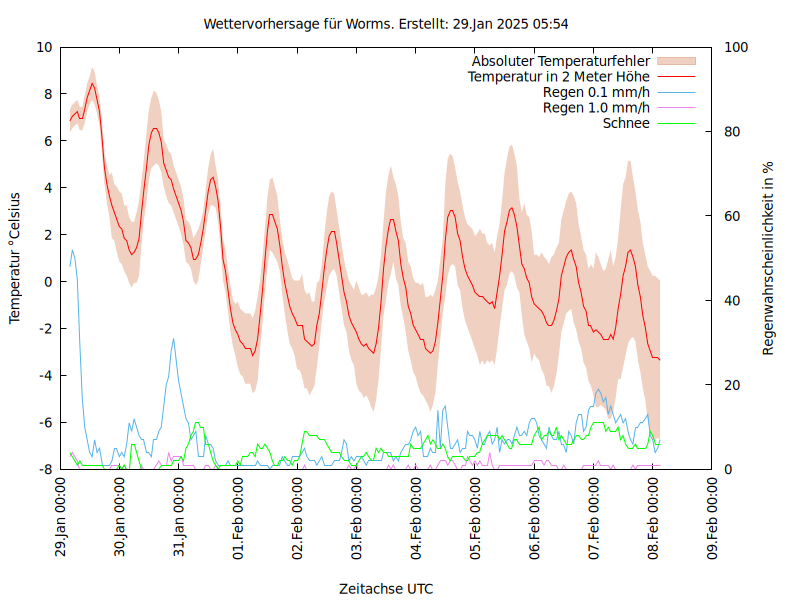 Wettervorhersage für Worms. Erstellt: 29.Jan 2025 05:54
Absoluter Temperaturfehler
Temperatur in 2 Meter Höhe
Regen 0.1 mm/h
Regen 1.0 mm/h
Schnee
Temperatur °Celsius
10
8
6
4
2
0
-2
-4
-6
-8
100
80
60
40
20
0
Regenwahrscheinlichkeit in %
29.Jan 00:00
30.Jan 00:00
31.Jan 00:00
01.Feb 00:00
02.Feb 00:00
03.Feb 00:00
04.Feb 00:00
05.Feb 00:00
06.Feb 00:00
07.Feb 00:00
08.Feb 00:00
09.Feb 00:00
Zeitachse UTC